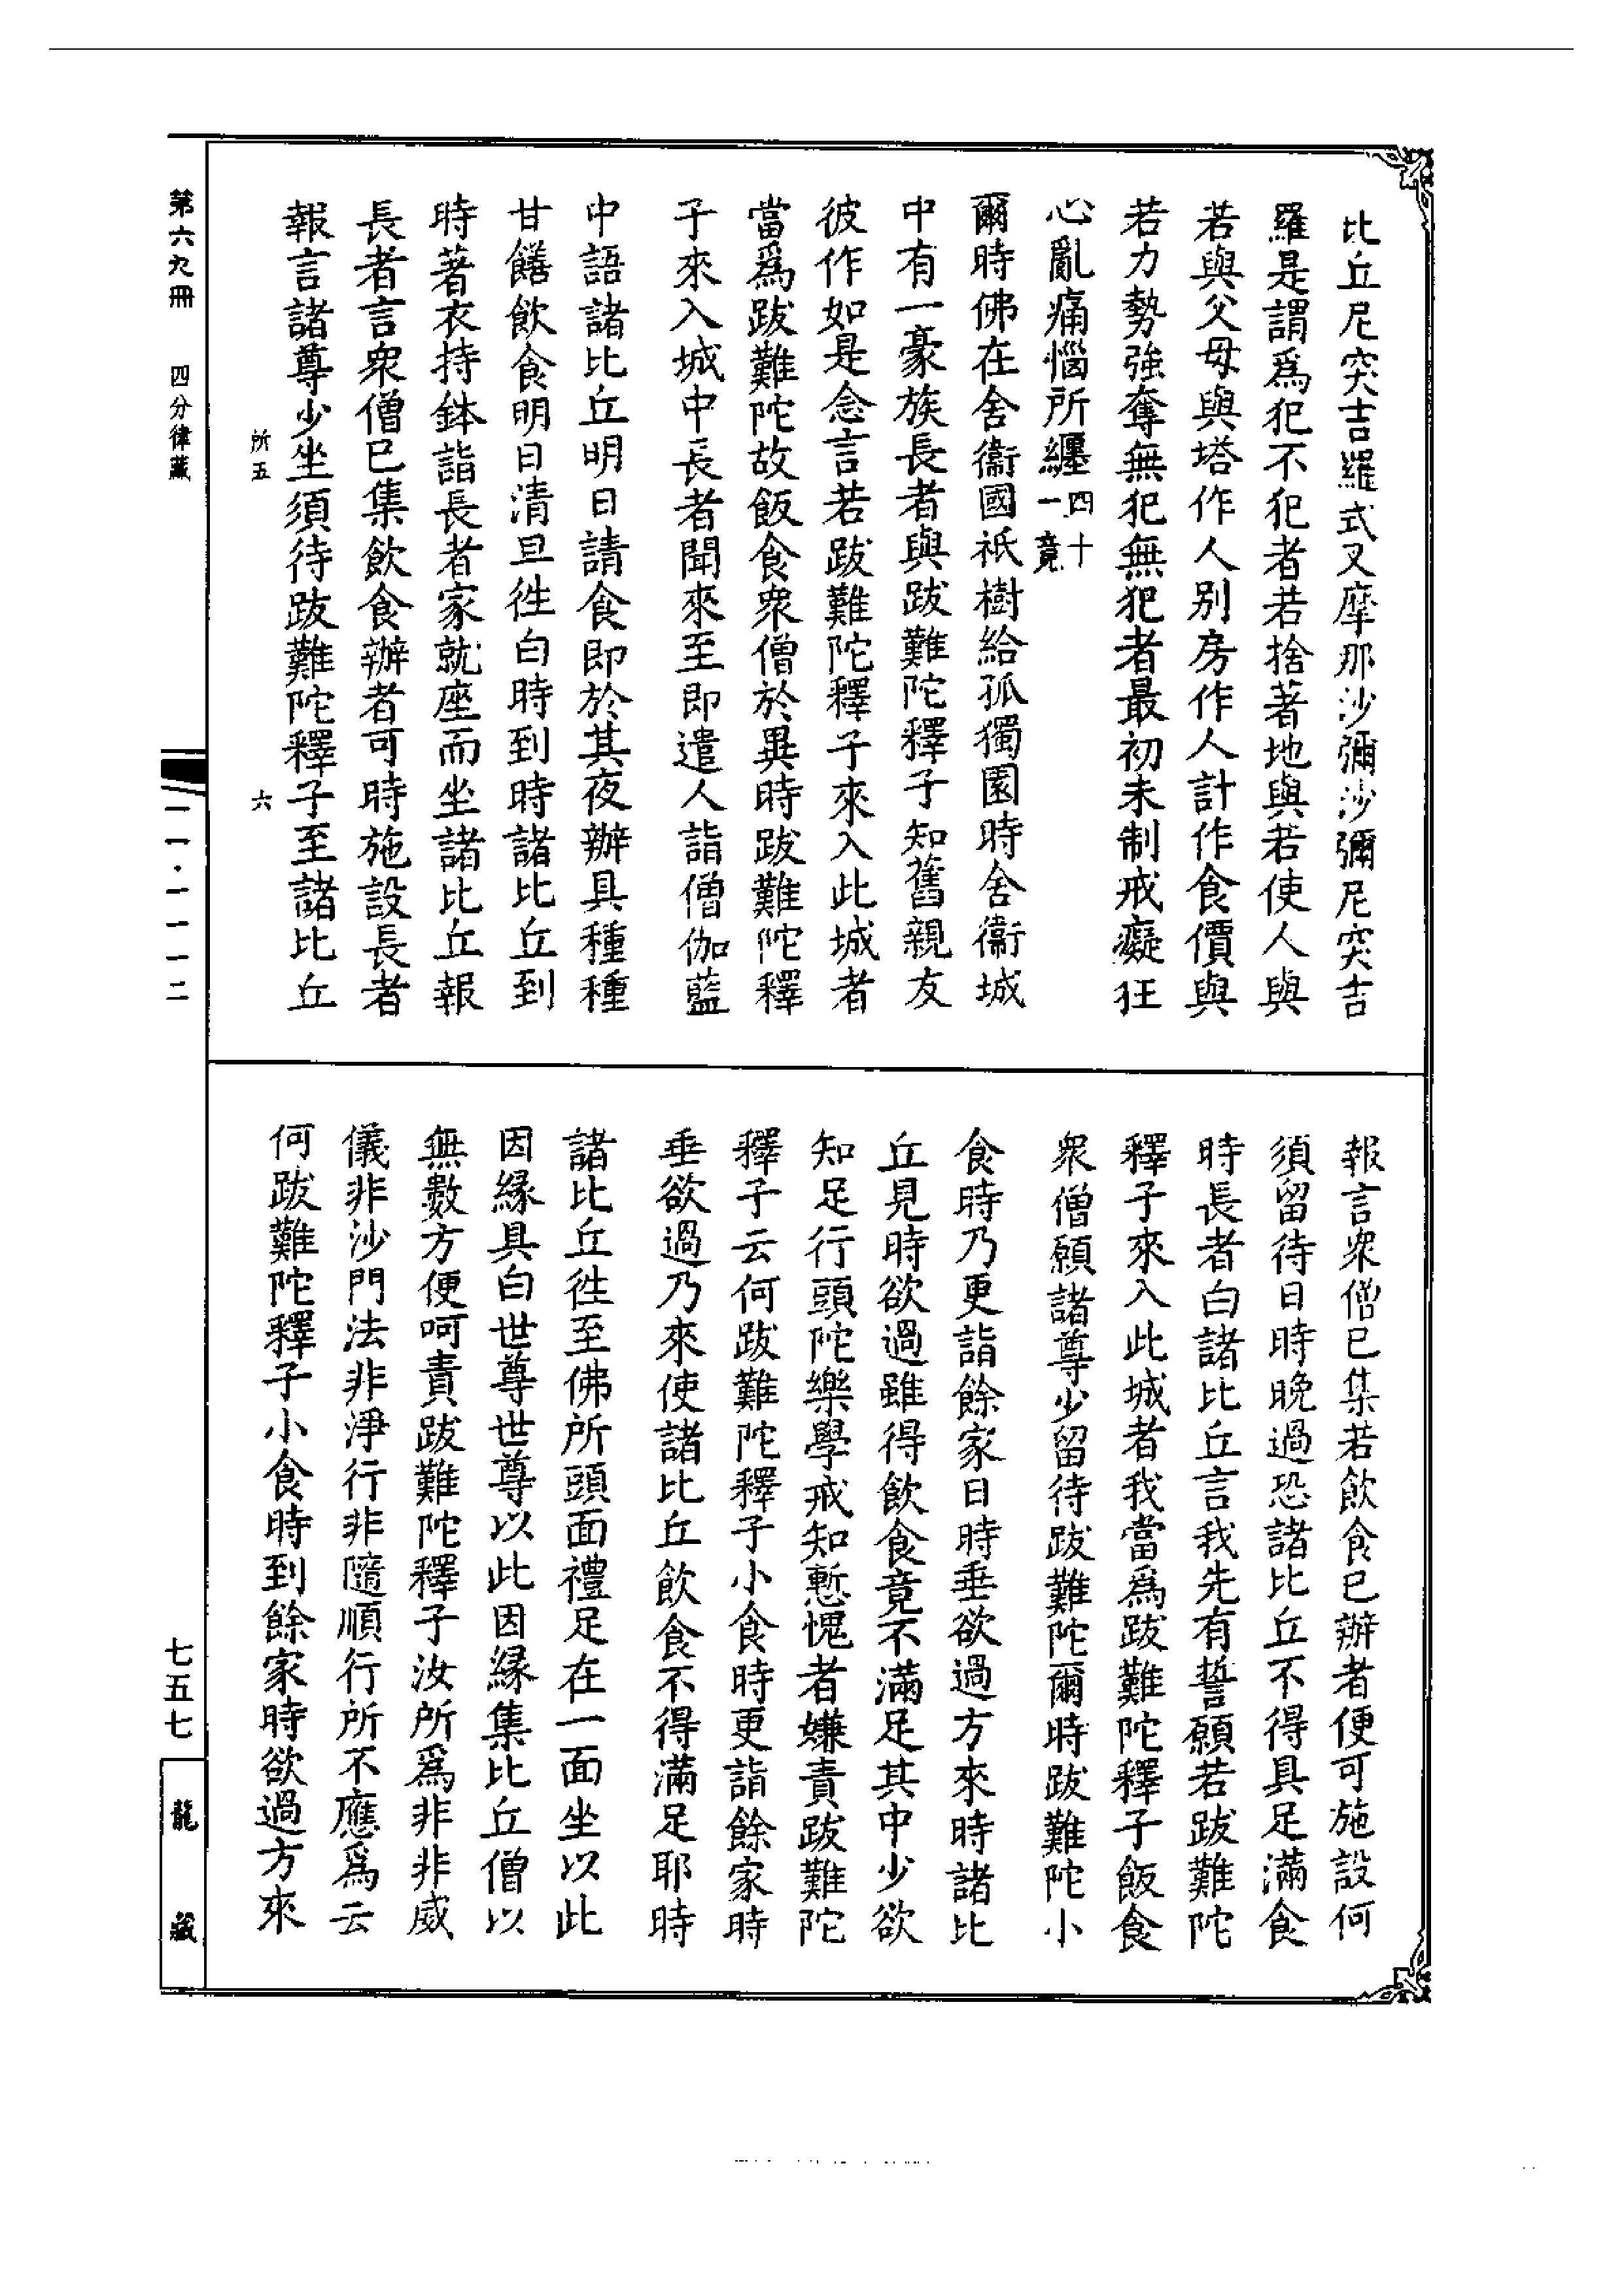 比丘尼突吉羅式叉摩那沙彌沙彌尼突吉
羅是謂爲犯不犯者若捨著地與若使人與
若與父母與塔作人別房作人計作食價與
若力勢強奪無犯無犯者最初未制戒癡狂
心亂痛惱所纏四十一竟
爾時佛在舍衞國祇樹給孤獨園時舍衞城
中有一豪族長者與跋難陀釋子知舊親友
彼作如是念言若跋難陀釋子來入此城者
當爲跋難陀故飯食衆僧於異時跋難陀釋
子來入城中長者聞來至即遣人詣僧伽藍
中語諸比丘明日請食即於其夜辦具種種
甘饍飲食明日清旦徃白時到時諸比丘到
時著衣持鉢詣長者家就座而坐諸比丘報
長者言衆僧已集飲食辦者可時施設長者
報言諸尊少坐須待跋難陀釋子至諸比丘
所五
六
報言衆僧已集若飲食已辦者便可施設何
須留待日時晚過恐諸比丘不得具足滿食
時長者白諸比丘言我先有誓願若跋難陀
釋子來入此城者我當爲跋難陀釋子飯食
衆僧願諸尊少留待跋難陀爾時跋難陀小
食時乃更詣餘家日時垂欲過方來時諸比
丘見時欲過雖得飲食竟不滿足其中少欲
知足行頭陀樂學戒知慙愧者嫌責跋難陀
釋子云何跋難陀釋子小食時更詣餘家時
垂欲過乃來使諸比丘飲食不得滿足耶時
諸比丘徃至佛所頭面禮足在一面坐以此
因緣具白世尊世尊以此因緣集比丘僧以
無數方便呵責跋難陀釋子汝所爲非非威
儀非沙門法非淨行非隨順行所不應爲云
何跋難陀釋子小食時到餘家時欲過方來
第六九冊 四分律藏
一一·一一一二
七五七
龍藏